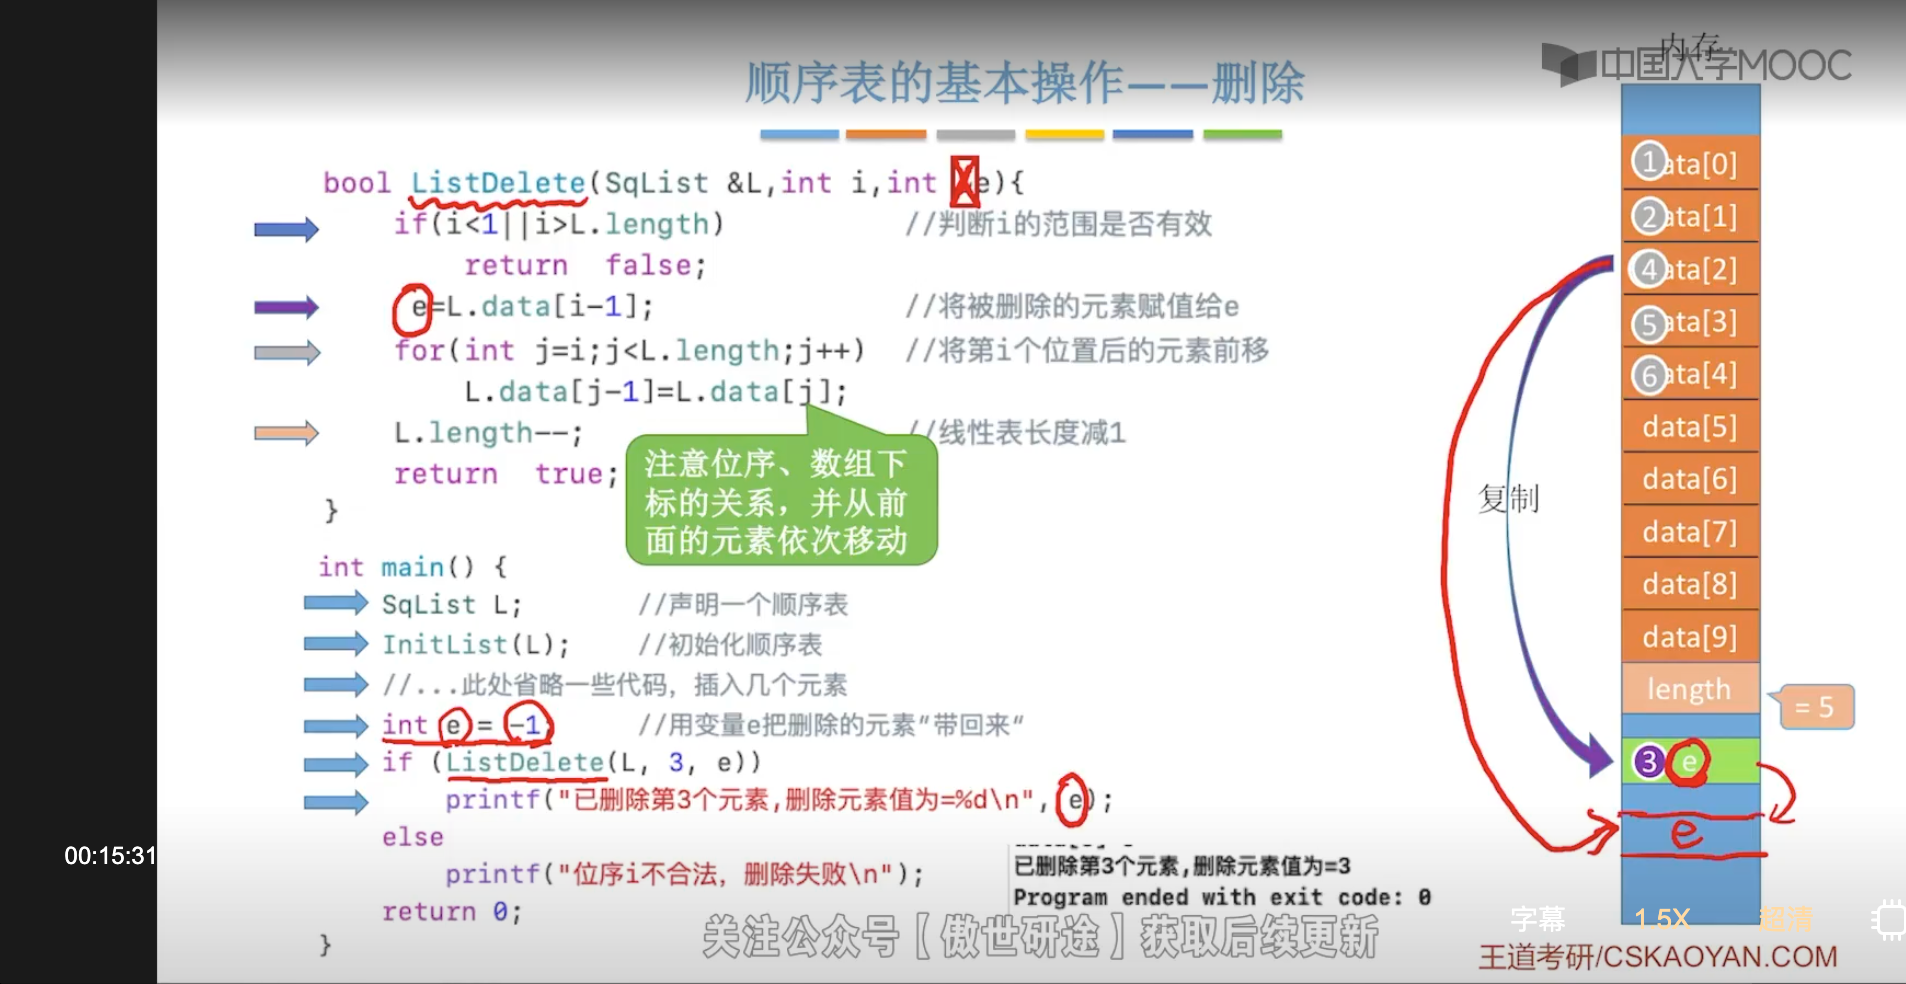 内存
中国大学MOOC
顺序表的基本操作——删除
bool ListDelete(SqList &L,int i,int e){
if(i<1||i>L.length) //判断i的范围是否有效
return false;
e=L.data[i-1]; //将被删除的元素赋值给e
for(int j=i;j<L.length;j++) //将第i个位置后的元素前移
L.data[j-1]=L.data[j];
L.length--; //线性表长度减1
return true;
}
注意位序、数组下
标的关系，并从前
面的元素依次移动
int main() {
SqList L; //声明一个顺序表
InitList(L); //初始化顺序表
//...此处省略一些代码，插入几个元素
int e = -1; //用变量e把删除的元素"带回来"
if (ListDelete(L, 3, e))
printf("已删除第3个元素,删除元素值为=%d\n", e);
else
printf("位序i不合法，删除失败\n");
return 0;
}
已删除第3个元素,删除元素值为=3
Program ended with exit code: 0
复制
1 ata[0]
2 ata[1]
4 ata[2]
5 ata[3]
6 ata[4]
data[5]
data[6]
data[7]
data[8]
data[9]
length
= 5
3 e
e
00:15:31
字幕 1.5X 超清
关注公众号【傲世研途】获取后续更新
王道考研/CSKAOYAN.COM